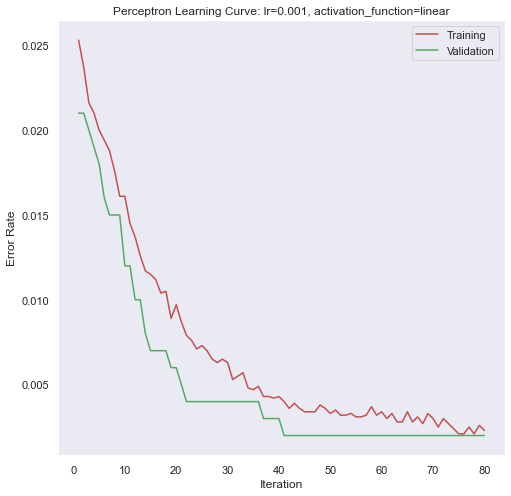 Perceptron Learning Curve: lr=0.001, activation_function=linear
Training
Validation
0.025
0.020
0.015
0.010
0.005
Error Rate
0 10 20 30 40 50 60 70 80
Iteration